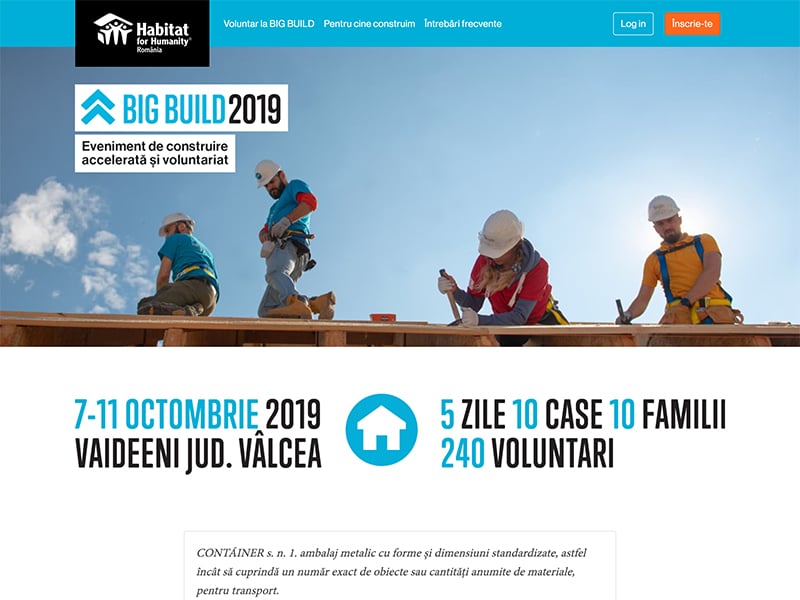 Habitat
for Humanity®
România
Voluntar la BIG BUILD Pentru cine construim Întrebări frecvente Log in Înscrie-te
BIG BUILD 2019
Eveniment de construire
accelerată și voluntariat
7-11 OCTOMBRIE 2019
VAIDEENI JUD. VÂLCEA
5 ZILE 10 CASE 10 FAMILII
240 VOLUNTARI
CONTÁINER s. n. 1. ambalaj metalic cu forme și dimensiuni standardizate, astfel
încât să cuprindă un număr exact de obiecte sau cantități anumite de materiale,
pentru transport.